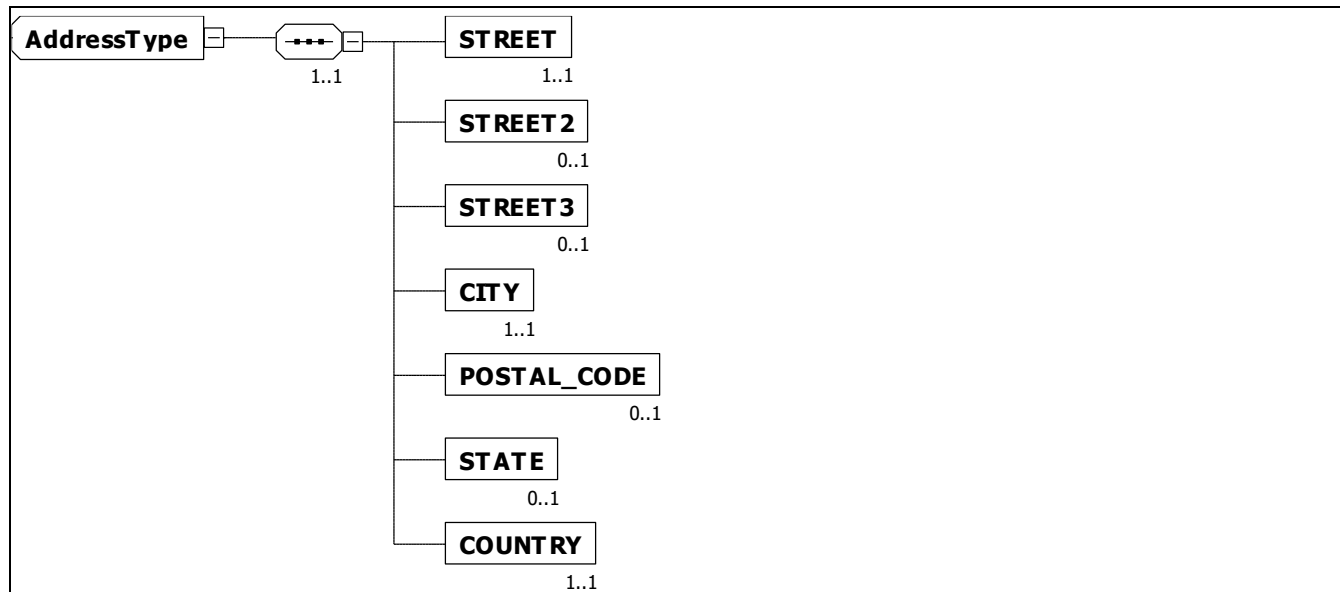 AddressType
1..1
STREET
1..1
STREET2
0..1
STREET3
0..1
CITY
1..1
POSTAL_CODE
0..1
STATE
0..1
COUNTRY
1..1